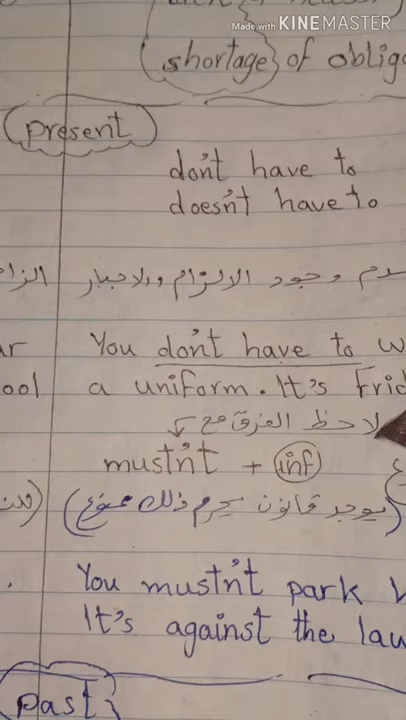 Made with KINEMASTER
(shortage) of oblig
(present)
don't have to
doesn't have to
وجود الالزام والاجبار
You don't have to w
ool a uniform. It's Frid
لاحظ الفرق مع
mustn't + inf
(يوجد قانون يحرم ذلك ممنوع)
You mustn't park
It's against the law
Past